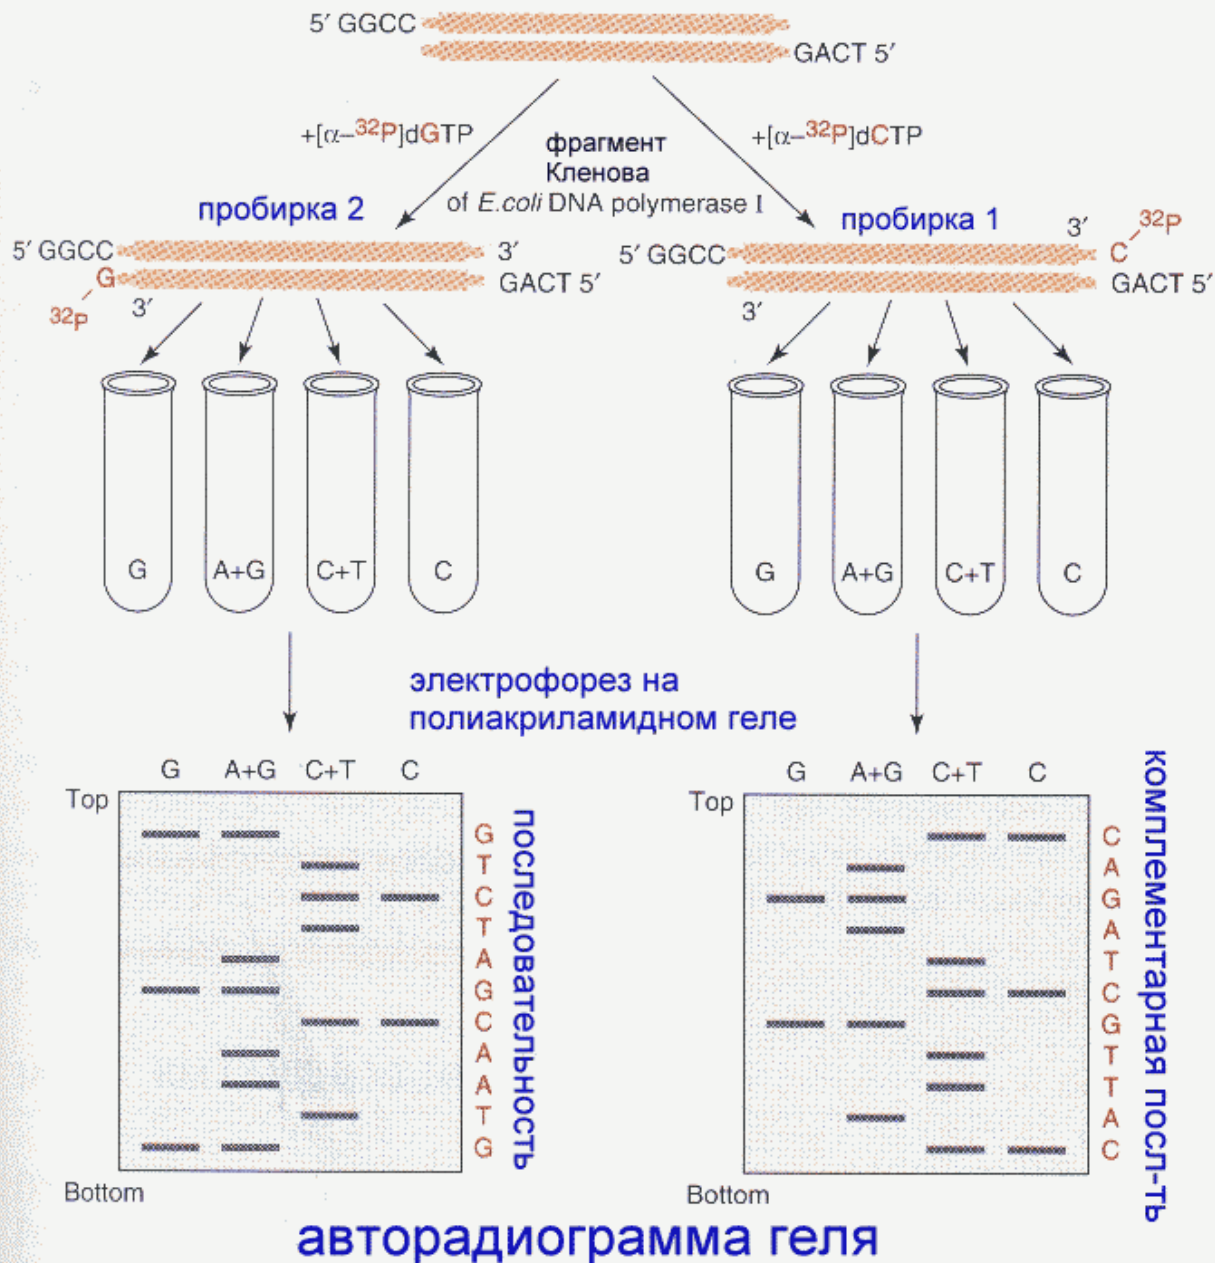 5′ GGCC
GACT 5′
+[α–32P]dGTP
+[α–32P]dCTP
фрагмент
Кленова
of E.coli DNA polymerase I
пробирка 2
пробирка 1
5′ GGCC
3′
G
GACT 5′
32P
3′
5′ GGCC
3′
32P
C
GACT 5′
3′
G
A+G
C+T
C
G
A+G
C+T
C
электрофорез на
полиакриламидном геле
G A+G C+T C
Top
G
T
C
T
A
G
C
A
A
T
G
последовательность
Bottom
G A+G C+T C
Top
C
A
G
A
T
C
G
T
T
A
C
комплементарная посл-ть
Bottom
авторадиограмма геля